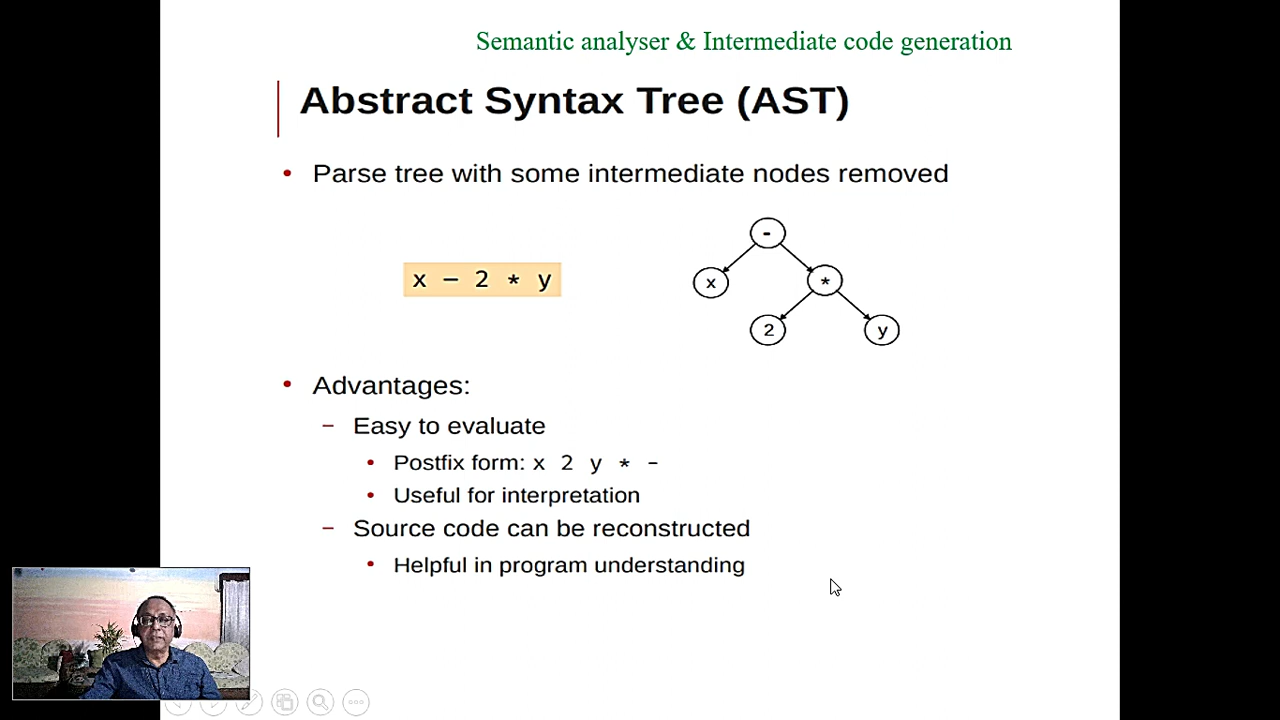 Semantic analyser & Intermediate code generation
Abstract Syntax Tree (AST)
• Parse tree with some intermediate nodes removed
x – 2 * y
-
x
*
2
y
• Advantages:
– Easy to evaluate
• Postfix form: x 2 y * -
• Useful for interpretation
– Source code can be reconstructed
• Helpful in program understanding